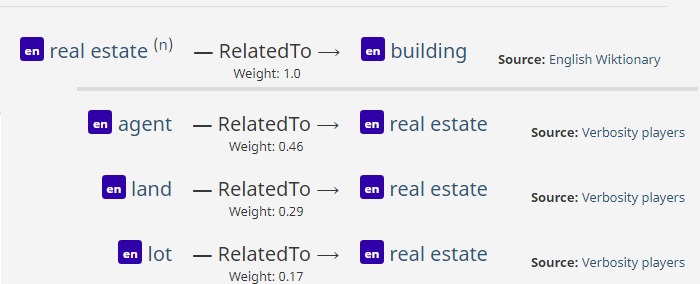 en real estate (n) — RelatedTo → en building Source: English Wiktionary
Weight: 1.0
en agent — RelatedTo → en real estate Source: Verbosity players
Weight: 0.46
en land — RelatedTo → en real estate Source: Verbosity players
Weight: 0.29
en lot — RelatedTo → en real estate Source: Verbosity players
Weight: 0.17